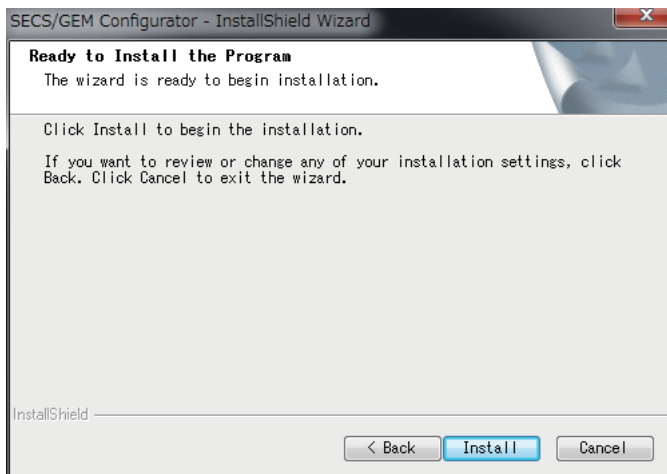 SECS/GEM Configurator - InstallShield Wizard
Ready to Install the Program
The wizard is ready to begin installation.
Click Install to begin the installation.
If you want to review or change any of your installation settings, click
Back. Click Cancel to exit the wizard.
InstallShield
< Back Install Cancel